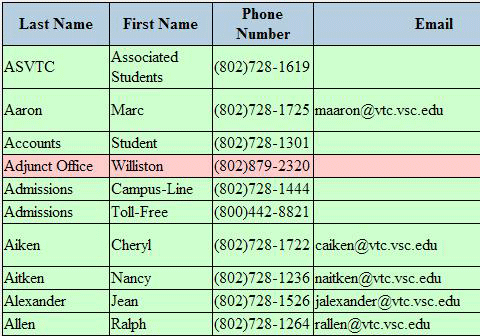 Last Name First Name Phone Number Email
ASVTC Associated Students (802)728-1619
Aaron Marc (802)728-1725 maaron@vtc.vsc.edu
Accounts Student (802)728-1301
Adjunct Office Williston (802)879-2320
Admissions Campus-Line (802)728-1444
Admissions Toll-Free (800)442-8821
Aiken Cheryl (802)728-1722 caiken@vtc.vsc.edu
Aitken Nancy (802)728-1236 naitken@vtc.vsc.edu
Alexander Jean (802)728-1526 jalexander@vtc.vsc.edu
Allen Ralph (802)728-1264 rallen@vtc.vsc.edu